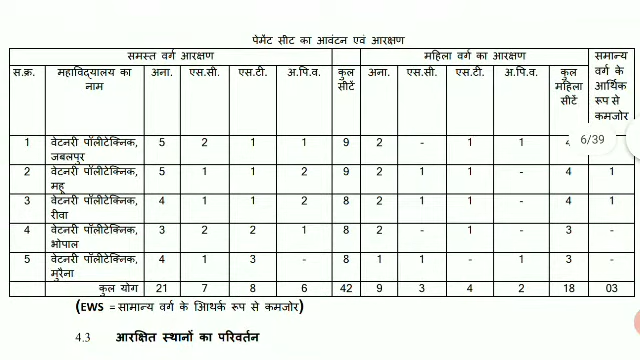 पेमेंट सीट का आवंटन एवं आरक्षण
समस्त वर्ग आरक्षण महिला वर्ग का आरक्षण सामान्य वर्ग के आर्थिक रूप से कमजोर
स.क्र. महाविद्यालय का नाम अना. एस.सी. एस.टी. अ.पि.व. कुल सीटें अना. एस.सी. एस.टी. अ.पि.व. कुल महिला सीटें
1 वेटनरी पॉलीटेक्निक, जबलपुर 5 2 1 1 9 2 - 1 1
6/39
2 वेटनरी पॉलीटेक्निक, महू 5 1 1 2 9 2 1 1 - 4 1
3 वेटनरी पॉलीटेक्निक, रीवा 4 1 1 2 8 2 1 1 - 4 1
4 वेटनरी पॉलीटेक्निक, भोपाल 3 2 2 1 8 2 - 1 - 3 -
5 वेटनरी पॉलीटेक्निक, मुरैना 4 1 3 - 8 1 1 - 1 3 -
कुल योग 21 7 8 6 42 9 3 4 2 18 03
(EWS = सामान्य वर्ग के आिथर्क रूप से कमजोर)
4.3 आरक्षित स्थानों का परिवर्तन